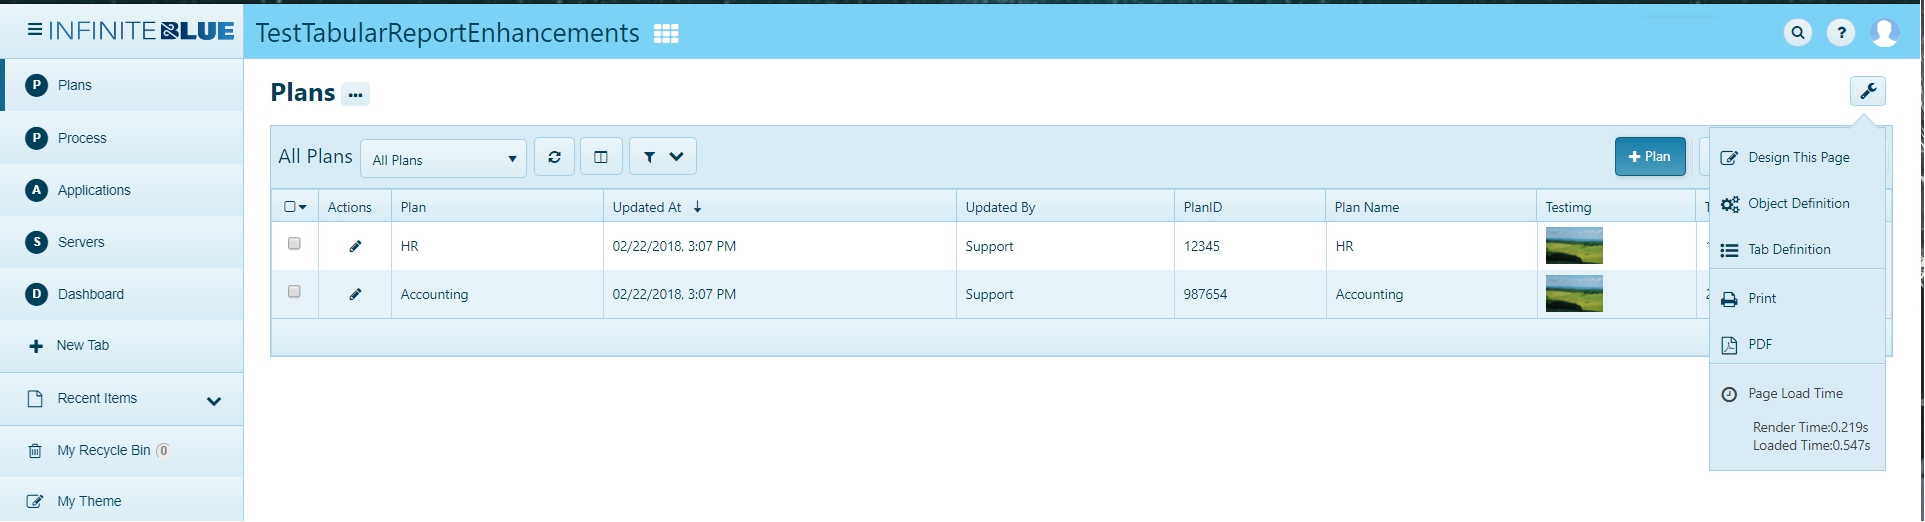 INFINITEBLUE
TestTabularReportEnhancements
?
P Plans
P Process
A Applications
S Servers
D Dashboard
New Tab
Recent Items
My Recycle Bin 0
My Theme
Plans ...
All Plans All Plans
+ Plan
Actions Plan Updated At Updated By PlanID Plan Name Testimg
HR 02/22/2018, 3:07 PM Support 12345 HR
Accounting 02/22/2018, 3:07 PM Support 987654 Accounting
Design This Page
Object Definition
Tab Definition
Print
PDF
Page Load Time
Render Time:0.219s
Loaded Time:0.547s